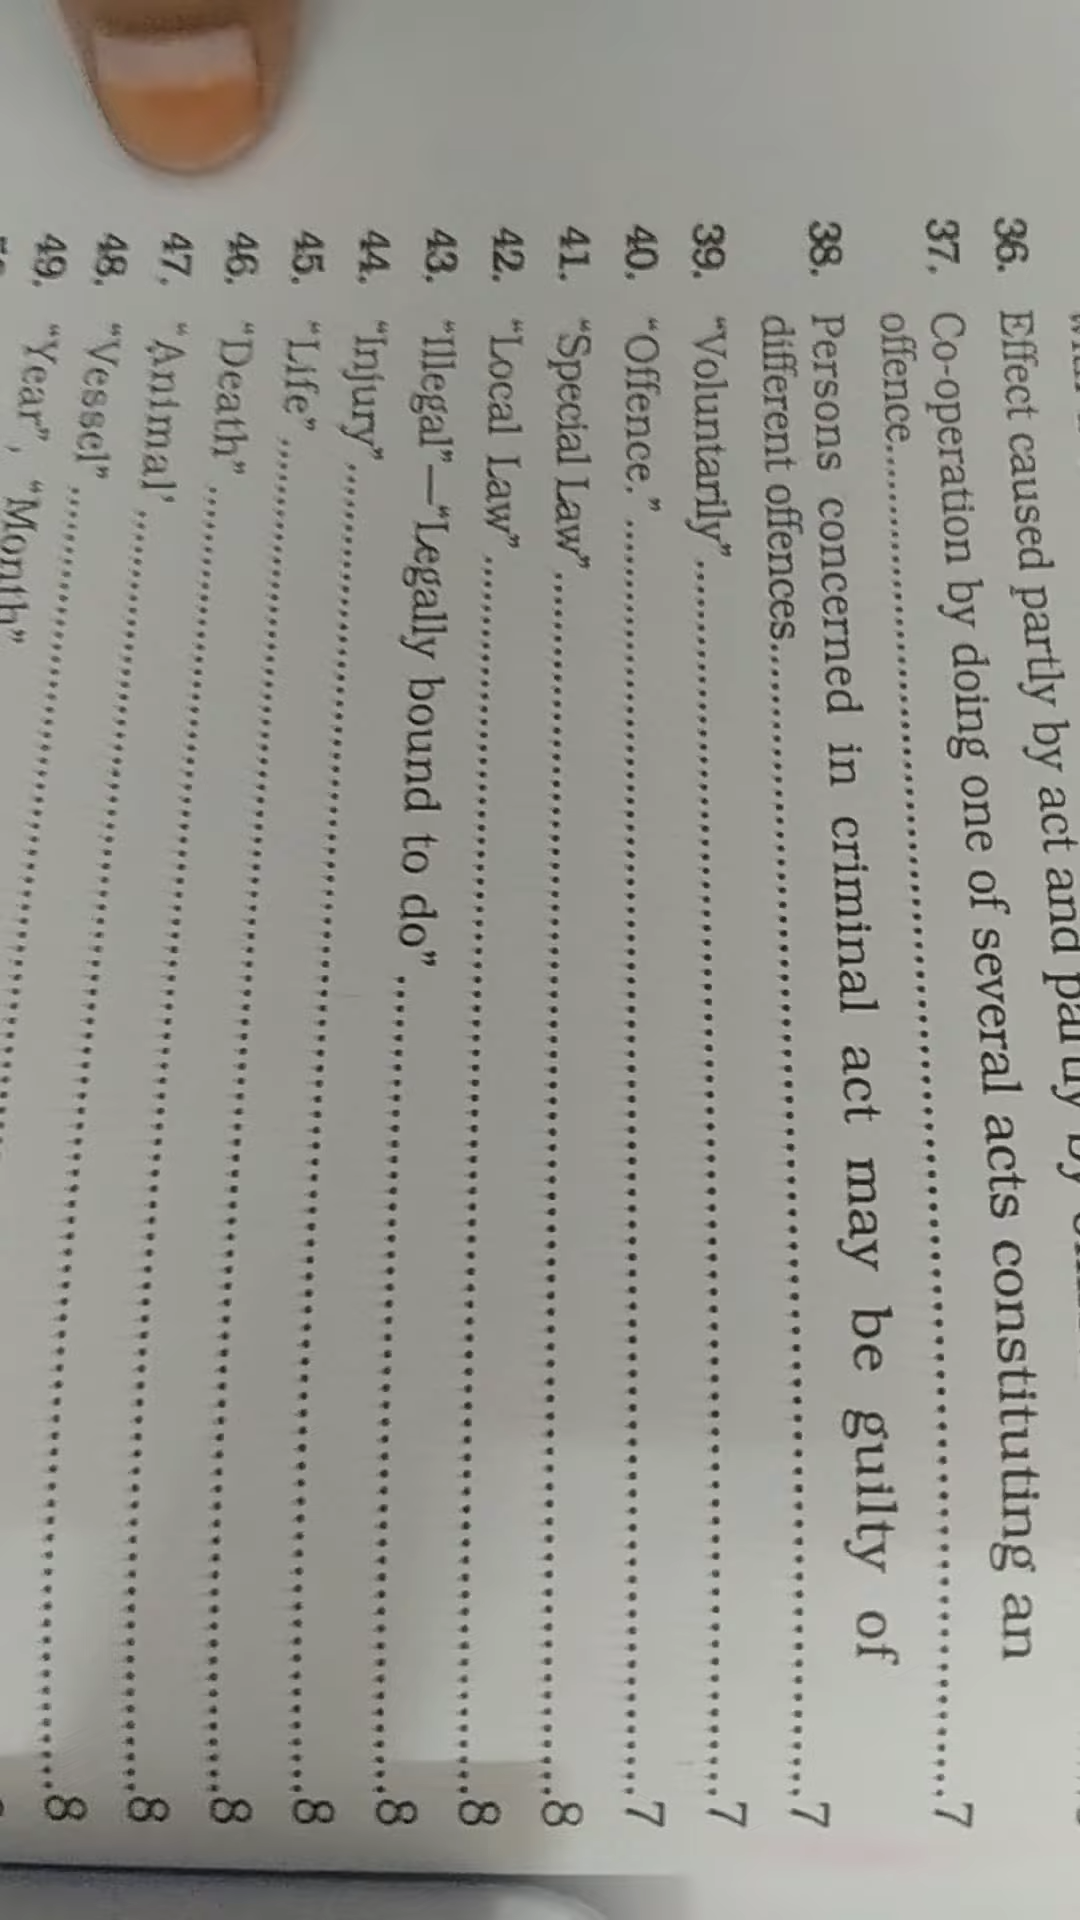 36. Effect caused partly by act and partly by
37. Co-operation by doing one of several acts constituting an
offence..........7
38. Persons concerned in criminal act may be guilty of
different offences..........7
39. “Voluntarily”..........7
40. “Offence.”..........7
41. “Special Law”..........8
42. “Local Law”..........8
43. “Illegal”—“Legally bound to do”..........8
44. “Injury”..........8
45. “Life”..........8
46. “Death”..........8
47. “Animal’..........8
48. “Vessel”..........8
49. “Year”, “Month”